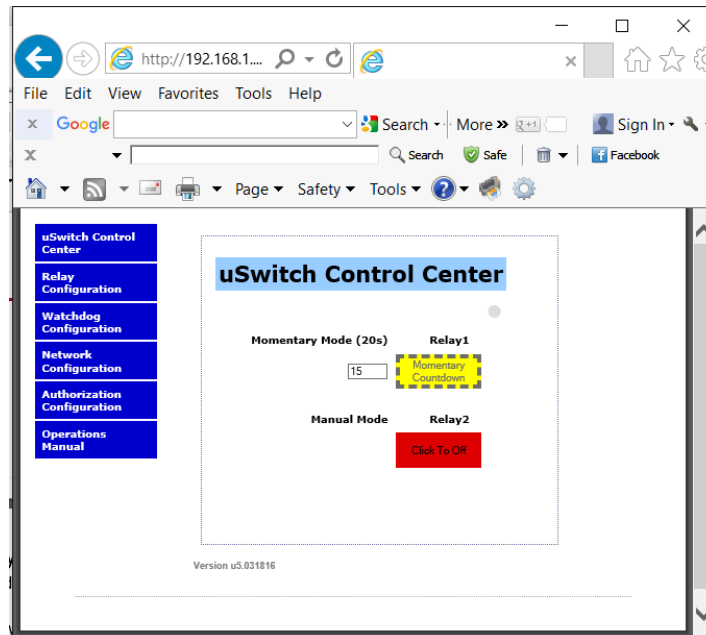 http://192.168.1....
File Edit View Favorites Tools Help
x Google Search More » g+1 Sign In
x Search Safe Facebook
Page Safety Tools
uSwitch Control
Center
Relay
Configuration
Watchdog
Configuration
Network
Configuration
Authorization
Configuration
Operations
Manual
uSwitch Control Center
Momentary Mode (20s) Relay1
15 Momentary
Countdown
Manual Mode Relay2
Click To Off
Version u5.031816